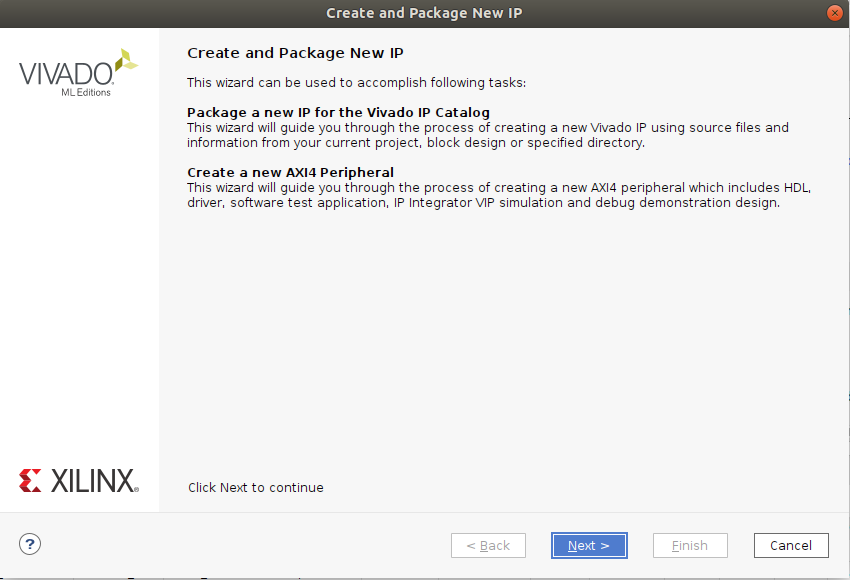 Create and Package New IP
VIVADO
ML Editions
Create and Package New IP
This wizard can be used to accomplish following tasks:
Package a new IP for the Vivado IP Catalog
This wizard will guide you through the process of creating a new Vivado IP using source files and
information from your current project, block design or specified directory.
Create a new AXI4 Peripheral
This wizard will guide you through the process of creating a new AXI4 peripheral which includes HDL,
driver, software test application, IP Integrator VIP simulation and debug demonstration design.
XILINX
Click Next to continue
?
< Back
Next >
Finish
Cancel